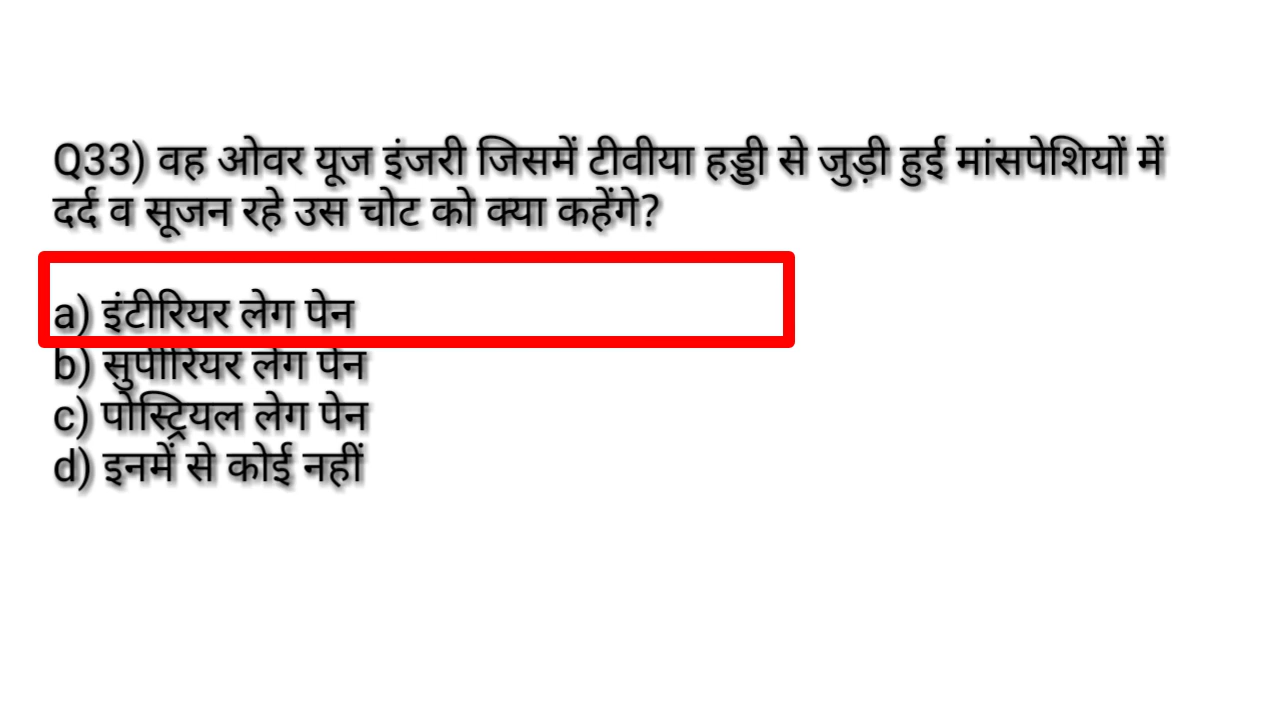 Q33) वह ओवर यूज इंजरी जिसमें टीवीया हड्डी से जुड़ी हुई मांसपेशियों में
दर्द व सूजन रहे उस चोट को क्या कहेंगे?
a) इंटीरियर लेग पेन
b) सुपीरियर लेग पेन
c) पोस्ट्रियल लेग पेन
d) इनमें से कोई नहीं